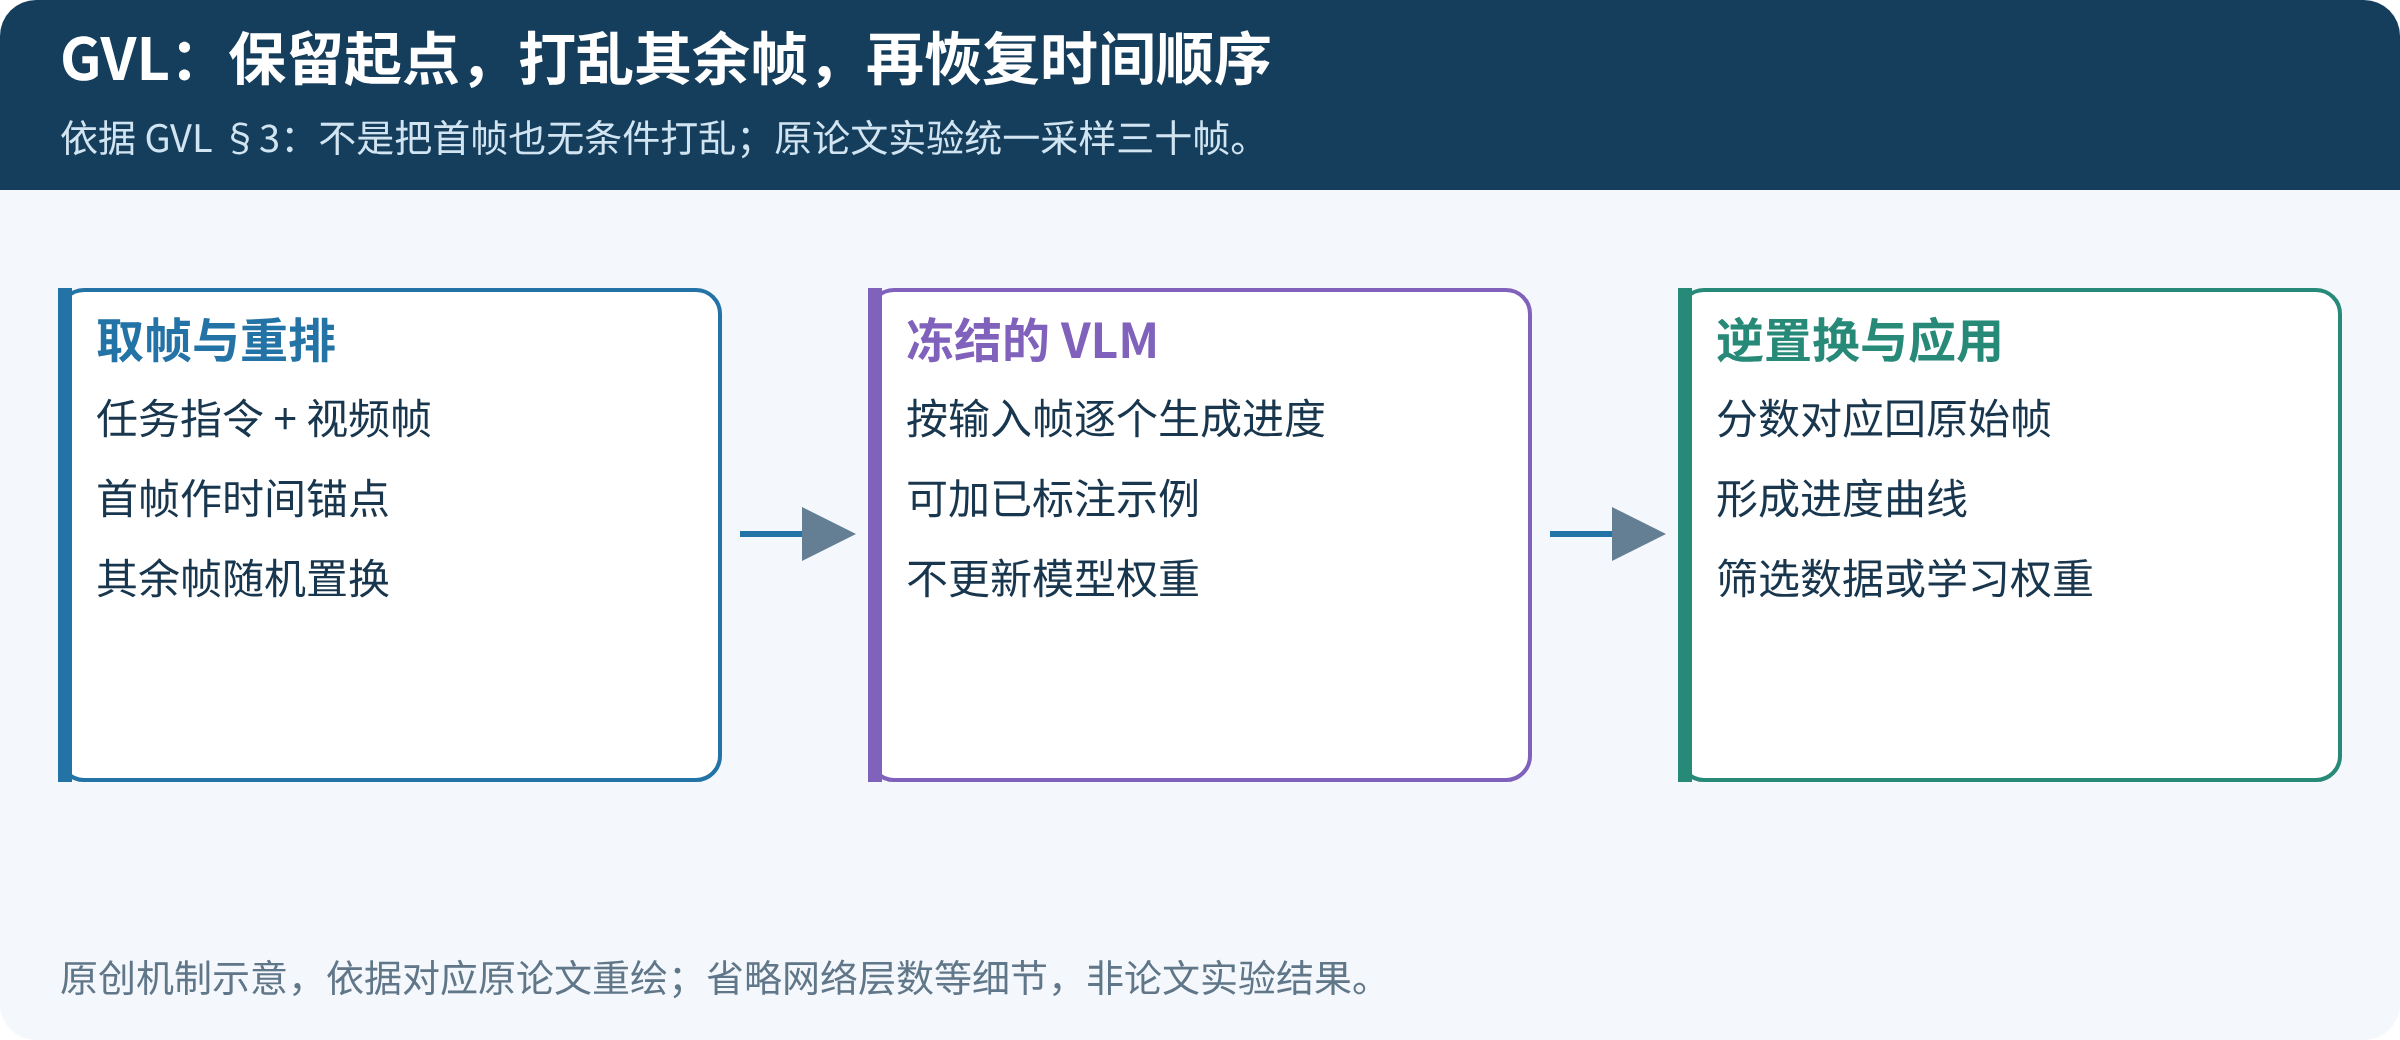 GVL：保留起点，打乱其余帧，再恢复时间顺序
依据 GVL §3：不是把首帧也无条件打乱；原论文实验统一采样三十帧。
取帧与重排
任务指令 + 视频帧
首帧作时间锚点
其余帧随机置换
冻结的 VLM
按输入帧逐个生成进度
可加已标注示例
不更新模型权重
逆置换与应用
分数对应回原始帧
形成进度曲线
筛选数据或学习权重
原创机制示意，依据对应原论文重绘；省略网络层数等细节，非论文实验结果。